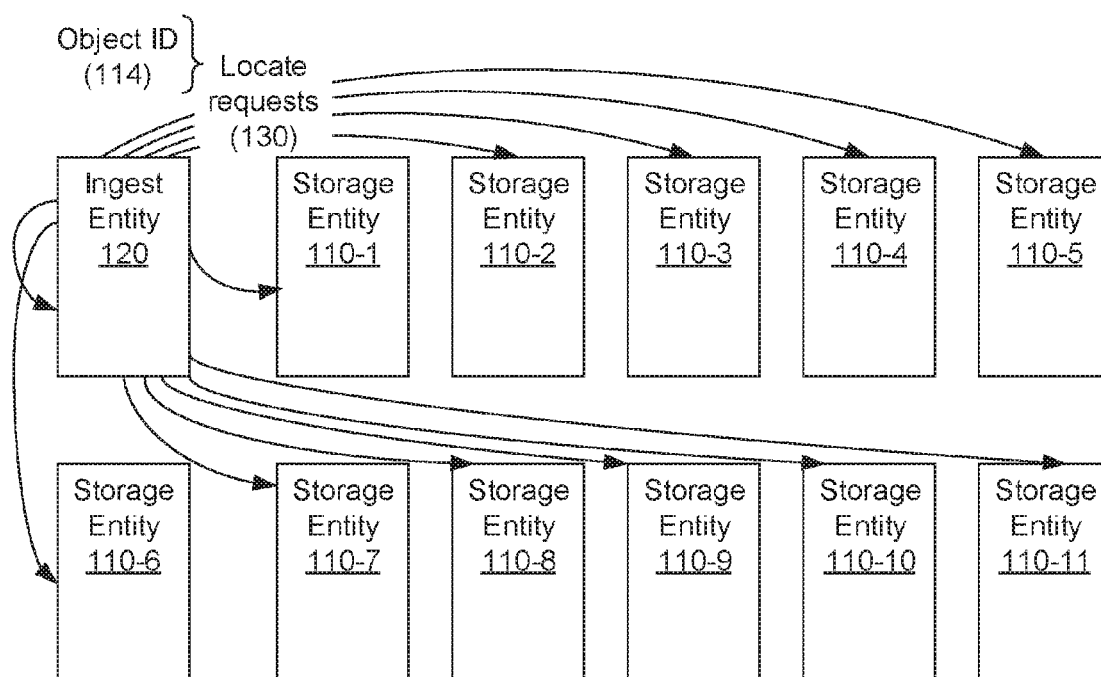 Object ID
(114)
Locate
requests
(130)
Ingest
Entity
120
Storage
Entity
110-1
Storage
Entity
110-2
Storage
Entity
110-3
Storage
Entity
110-4
Storage
Entity
110-5
Storage
Entity
110-6
Storage
Entity
110-7
Storage
Entity
110-8
Storage
Entity
110-9
Storage
Entity
110-10
Storage
Entity
110-11